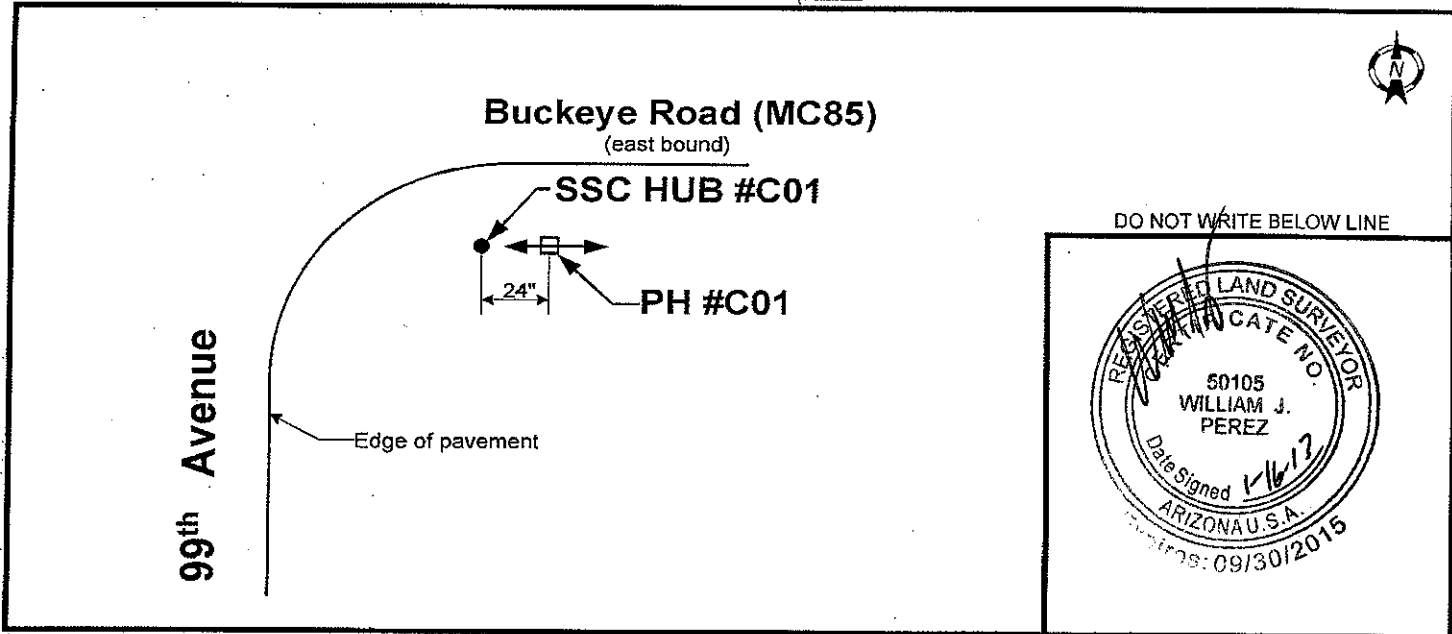 N
Buckeye Road (MC85)
(east bound)
SSC HUB #C01
24"
PH #C01
99th Avenue
Edge of pavement
DO NOT WRITE BELOW LINE
REGISTERED LAND SURVEYOR
CERTIFICATE NO.
50105
WILLIAM J.
PEREZ
Date Signed
ARIZONA U.S.A.
Expires: 09/30/2015